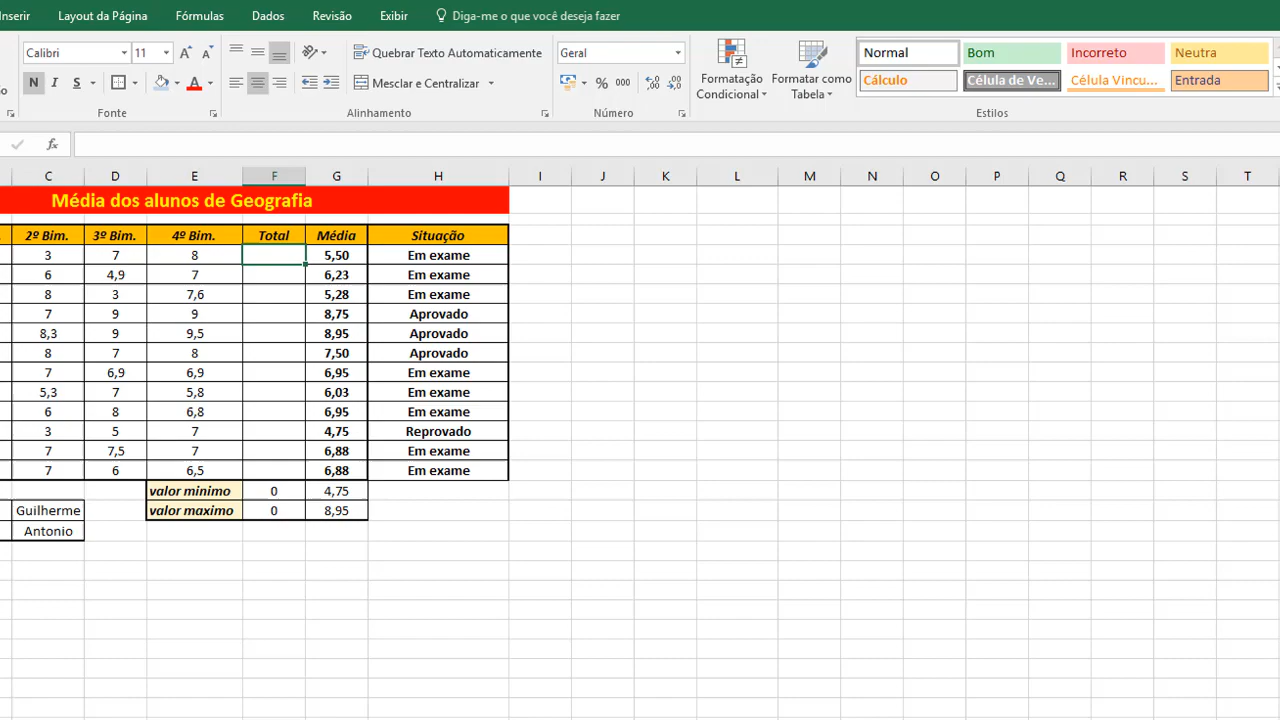 nserir Layout da Página Fórmulas Dados Revisão Exibir Diga-me o que você deseja fazer
Calibri 11 Quebrar Texto Automaticamente Geral Normal Bom Incorreto Neutra
N I S Mesclar e Centralizar % 000 Formatação Condicional Formatar como Tabela Cálculo Célula de Ve... Célula Vincu... Entrada
Fonte Alinhamento Número Estilos
fx
C D E F G H I J K L M N O P Q R S T
Média dos alunos de Geografia
2º Bim. 3º Bim. 4º Bim. Total Média Situação
3 7 8 5,50 Em exame
6 4,9 7 6,23 Em exame
8 3 7,6 5,28 Em exame
7 9 9 8,75 Aprovado
8,3 9 9,5 8,95 Aprovado
8 7 8 7,50 Aprovado
7 6,9 6,9 6,95 Em exame
5,3 7 5,8 6,03 Em exame
6 8 6,8 6,95 Em exame
3 5 7 4,75 Reprovado
7 7,5 7 6,88 Em exame
7 6 6,5 6,88 Em exame
valor minimo 0 4,75
Guilherme valor maximo 0 8,95
Antonio